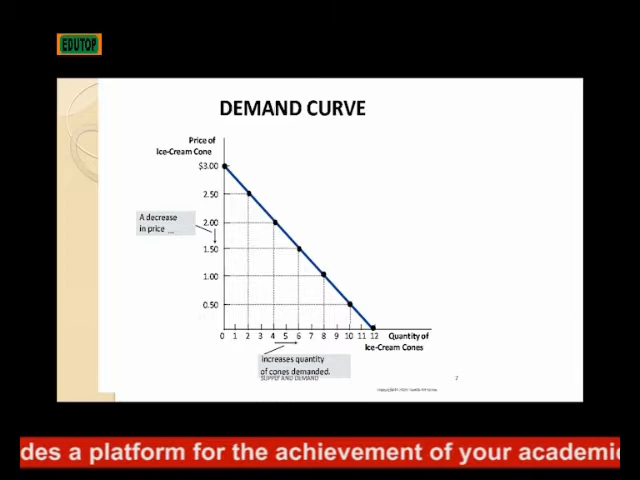 EDUTOP
DEMAND CURVE
Price of
Ice-Cream Cone
$3.00
2.50
A decrease
in price ...
2.00
1.50
1.00
0.50
0 1 2 3 4 5 6 7 8 9 10 11 12
Quantity of
Ice-Cream Cones
increases quantity
of cones demanded.
SUPPLY AND DEMAND
7
des a platform for the achievement of your academic